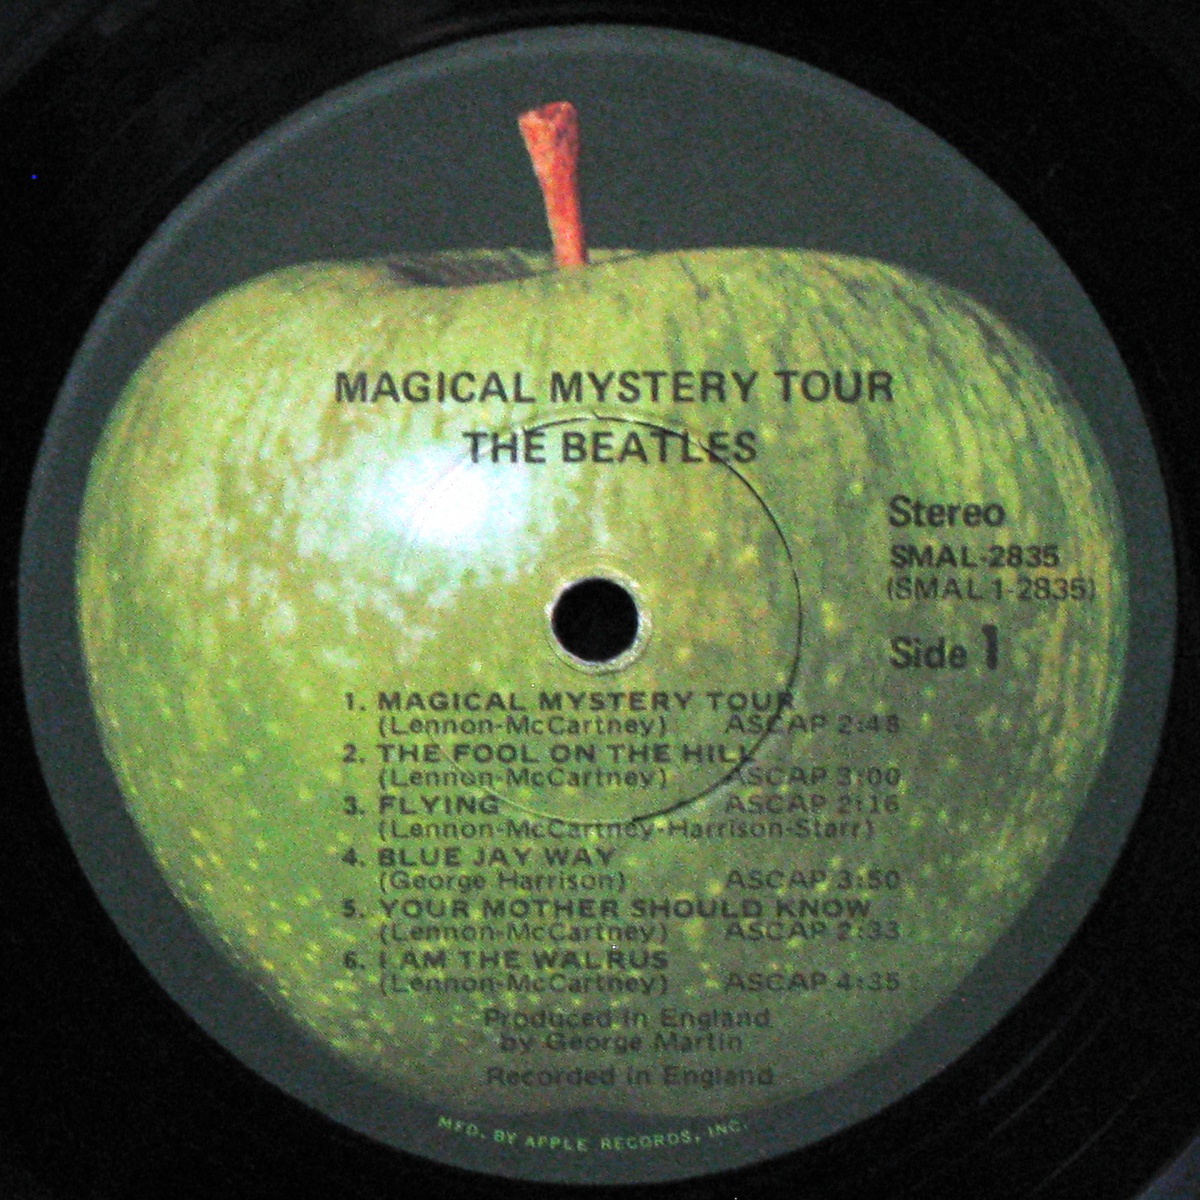 MAGICAL MYSTERY TOUR
THE BEATLES
Stereo
SMAL-2835
(SMAL 1-2835)
Side 1
1. MAGICAL MYSTERY TOUR
(Lennon-McCartney) ASCAP 2:48
2. THE FOOL ON THE HILL
(Lennon-McCartney) ASCAP 3:00
3. FLYING ASCAP 2:16
(Lennon-McCartney-Harrison-Starr)
4. BLUE JAY WAY
(George Harrison) ASCAP 3:50
5. YOUR MOTHER SHOULD KNOW
(Lennon-McCartney) ASCAP 2:33
6. I AM THE WALRUS
(Lennon-McCartney) ASCAP 4:35
Produced in England
by George Martin
Recorded in England
MFD. BY APPLE RECORDS, INC.